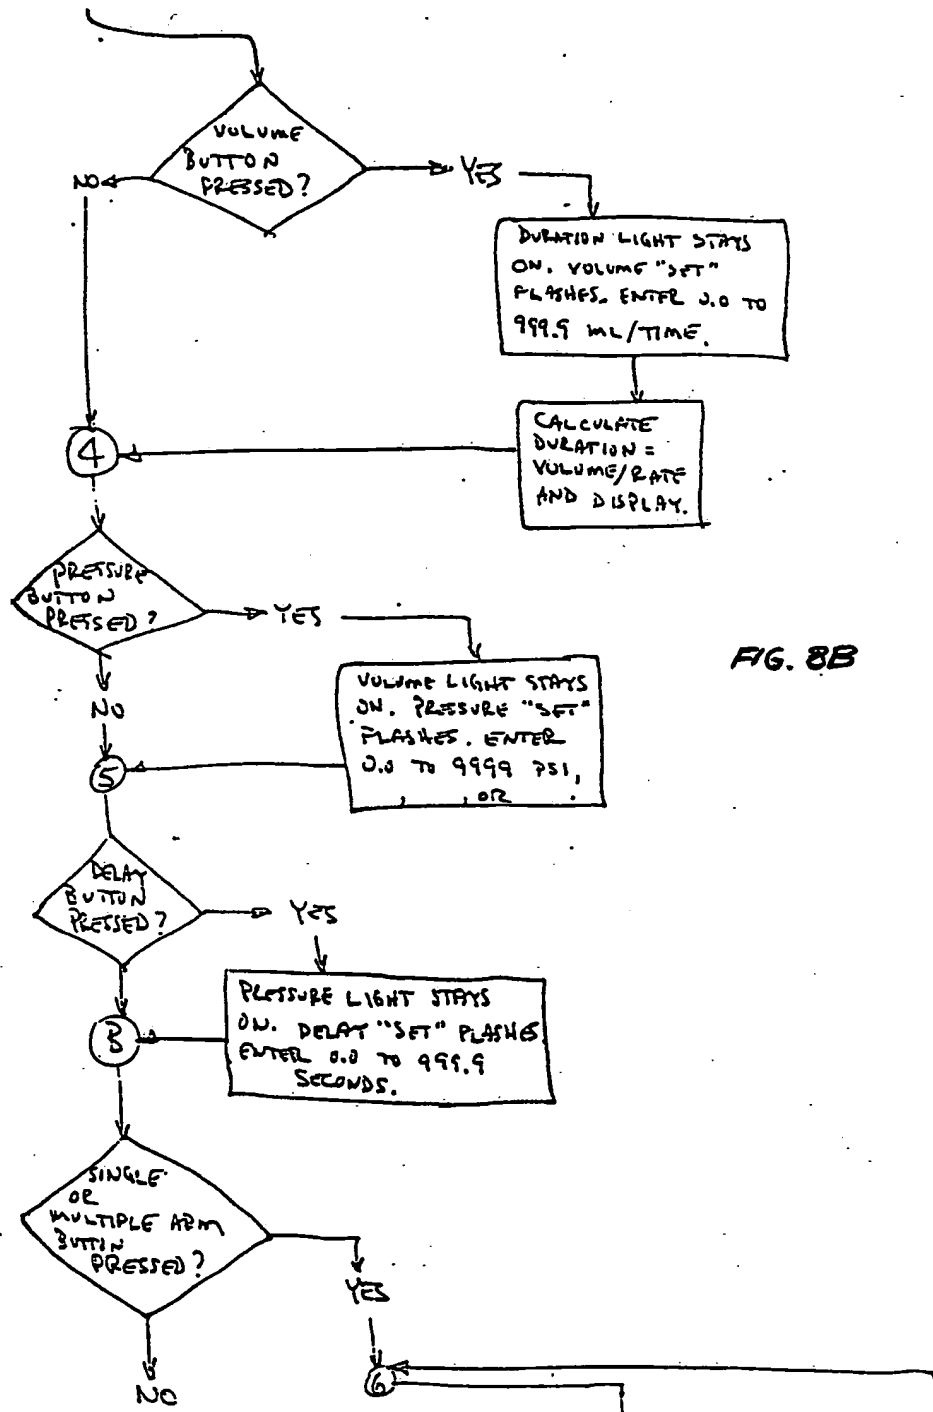 VOLUME
BUTTON
PRESSED?
NO
YES
DURATION LIGHT STAYS
ON. VOLUME "SET"
FLASHES. ENTER 0.0 TO
999.9 mL/TIME.
CALCULATE
DURATION =
VOLUME/RATE
AND DISPLAY.
4
PRESSURE
BUTTON
PRESSED?
YES
FIG. 8B
NO
VOLUME LIGHT STAYS
ON. PRESSURE "SET"
FLASHES. ENTER
0.0 TO 9999 PSI,
, , OR .
5
DELAY
BUTTON
PRESSED?
YES
PRESSURE LIGHT STAYS
ON. DELAY "SET" FLASHES
ENTER 0.0 TO 999.9
SECONDS.
3
SINGLE
OR
MULTIPLE ARM
BUTTON
PRESSED?
YES
NO
6